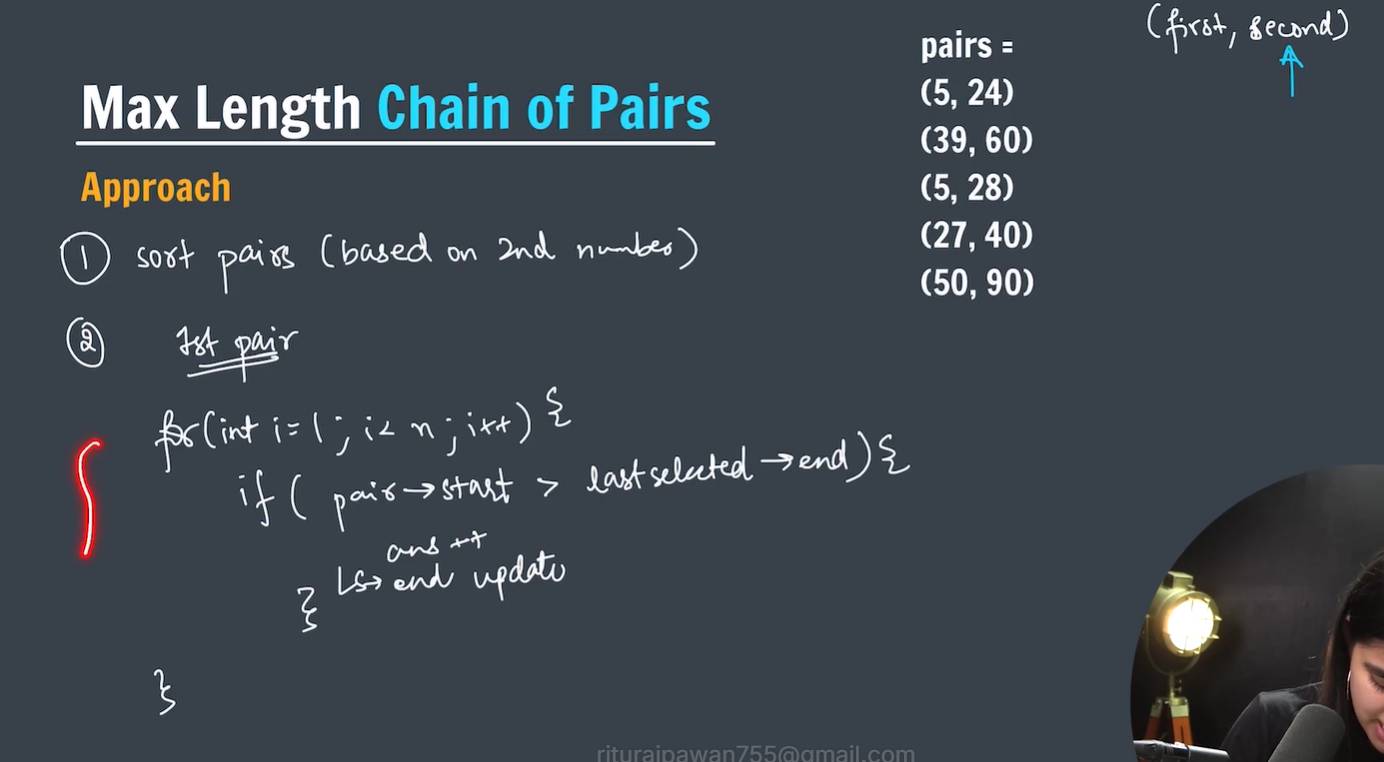 (first, second)
pairs =
(5, 24)
(39, 60)
(5, 28)
(27, 40)
(50, 90)
Max Length Chain of Pairs
Approach
① sort pairs (based on 2nd number)
② 1st pair
for(int i=1; i< n; i++) {
if ( pair→start > lastselected→end) {
ans ++
LS→ end update
}
}
riturajpawan755@gmail.com